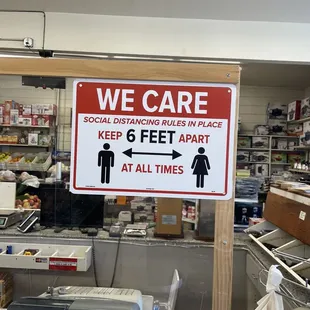 WE CARE
SOCIAL DISTANCING RULES IN PLACE
KEEP 6 FEET APART
AT ALL TIMES